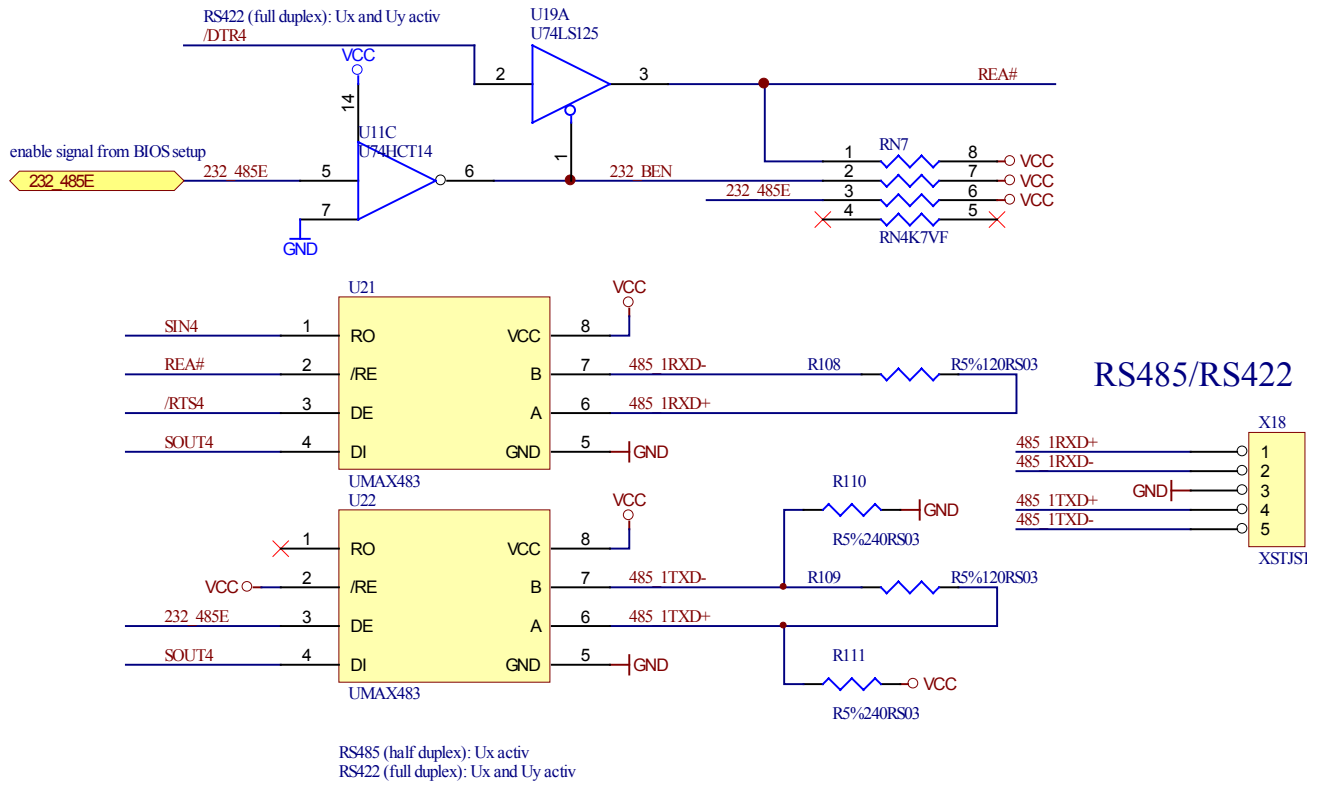 RS422 (full duplex): Ux and Uy activ
/DTR4
U19A
U74LS125
VCC
14
2
3
REA#
1
U11C
U74HCT14
enable signal from BIOS setup
232_485E
232_485E
5
6
232_BEN
7
GND
RN7
1
8
VCC
2
7
VCC
232_485E
3
6
VCC
4
5
RN4K7VF
U21
VCC
SIN4
1
RO
VCC
8
REA#
2
/RE
B
7
485_1RXD-
R108
R5%120RS03
/RTS4
3
DE
A
6
485_1RXD+
SOUT4
4
DI
GND
5
GND
UMAX483
RS485/RS422
X18
485_1RXD+
1
485_1RXD-
2
GND
3
485_1TXD+
4
485_1TXD-
5
XSTJST
U22
VCC
R110
GND
R5%240RS03
1
RO
VCC
8
VCC
2
/RE
B
7
485_1TXD-
R109
R5%120RS03
232_485E
3
DE
A
6
485_1TXD+
SOUT4
4
DI
GND
5
GND
UMAX483
R111
VCC
R5%240RS03
RS485 (half duplex): Ux activ
RS422 (full duplex): Ux and Uy activ